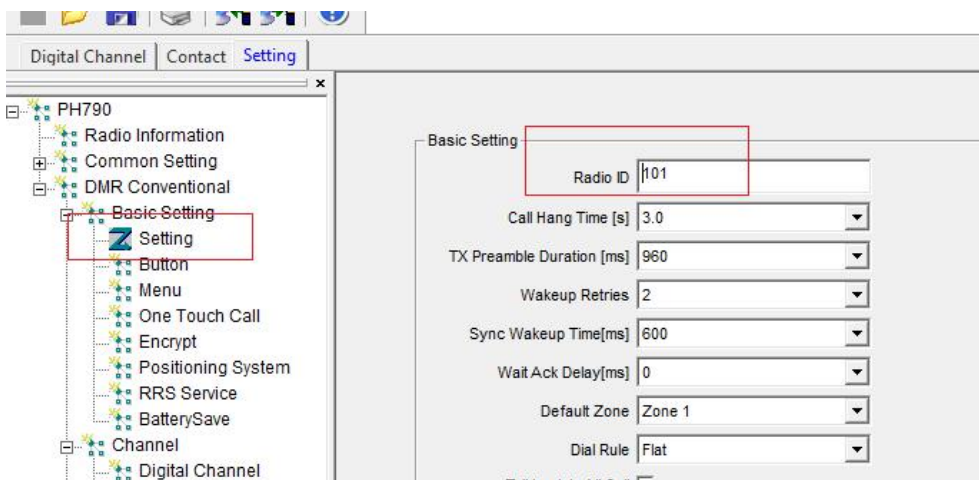 Digital Channel Contact Setting
x
PH790
Radio Information
Common Setting
DMR Conventional
Basic Setting
Setting
Button
Menu
One Touch Call
Encrypt
Positioning System
RRS Service
BatterySave
Channel
Digital Channel
Basic Setting
Radio ID 101
Call Hang Time [s] 3.0
TX Preamble Duration [ms] 960
Wakeup Retries 2
Sync Wakeup Time[ms] 600
Wait Ack Delay[ms] 0
Default Zone Zone 1
Dial Rule Flat